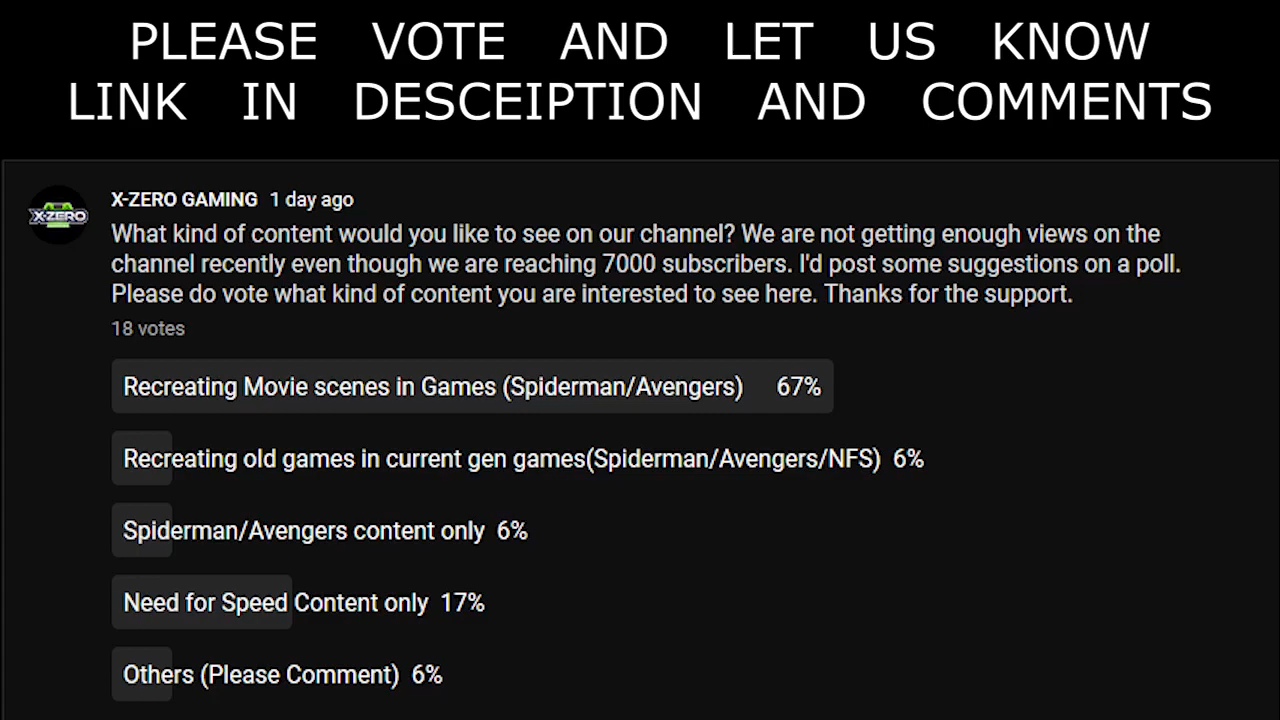 PLEASE VOTE AND LET US KNOW
LINK IN DESCEIPTION AND COMMENTS
X-ZERO GAMING 1 day ago
X-ZERO
What kind of content would you like to see on our channel? We are not getting enough views on the
channel recently even though we are reaching 7000 subscribers. I'd post some suggestions on a poll.
Please do vote what kind of content you are interested to see here. Thanks for the support.
18 votes
Recreating Movie scenes in Games (Spiderman/Avengers) 67%
Recreating old games in current gen games(Spiderman/Avengers/NFS) 6%
Spiderman/Avengers content only 6%
Need for Speed Content only 17%
Others (Please Comment) 6%